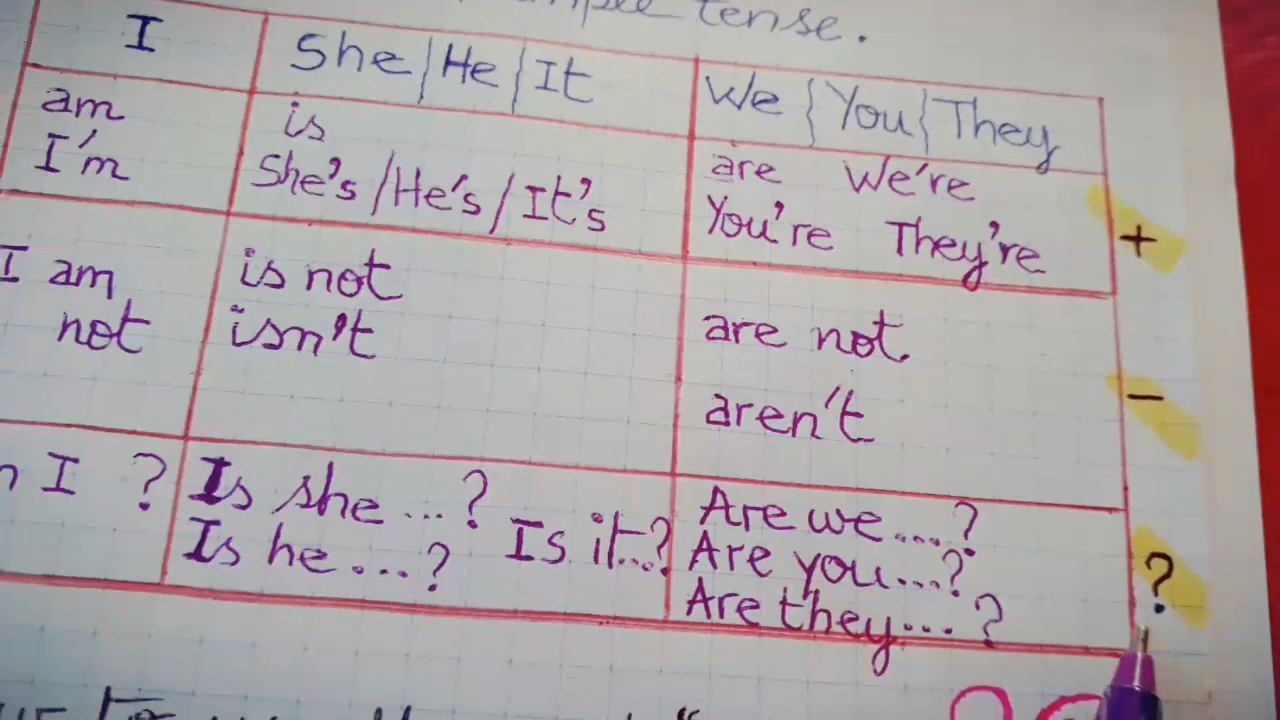 tense.
I She/He/It We { You { They
am
I'm
is
She's/He's/It's
are We're
You're They're
+
I am
not
is not
isn't
are not.
aren't
-
I ?
Is she ...?
Is he ...? Is it...?
Are we....?
Are you....?
Are they....?
?